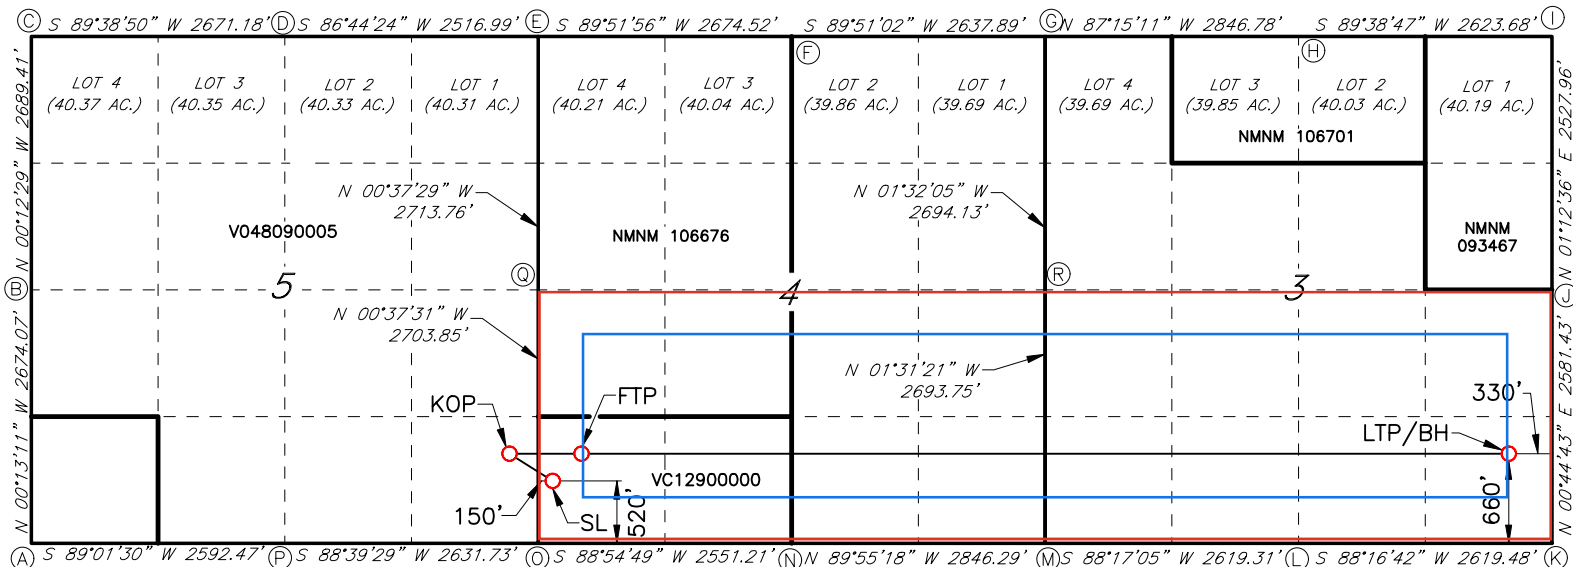 C S 89°38'50" W 2671.18' D S 86°44'24" W 2516.99' E S 89°51'56" W 2674.52' S 89°51'02" W 2637.89' G N 87°15'11" W 2846.78' S 89°38'47" W 2623.68' I
F H
LOT 4 LOT 3 LOT 2 LOT 1 LOT 4 LOT 3 LOT 2 LOT 1 LOT 4 LOT 3 LOT 2 LOT 1
(40.37 AC.) (40.35 AC.) (40.33 AC.) (40.31 AC.) (40.21 AC.) (40.04 AC.) (39.86 AC.) (39.69 AC.) (39.69 AC.) (39.85 AC.) (40.03 AC.) (40.19 AC.)
NMNM 106701
N 00°12'29" W 2689.41'
N 01°12'36" E 2527.96'
N 00°37'29" W
2713.76'
N 01°32'05" W
2694.13'
V048090005
NMNM 106676
NMNM
093467
B 5 Q 4 R 3 J
N 00°37'31" W
2703.85'
N 01°31'21" W
2693.75'
N 00°13'11" W 2674.07'
N 00°44'43" E 2581.43'
KOP
FTP
330'
LTP/BH
VC12900000
150'
SL
520'
660'
A S 89°01'30" W 2592.47' P S 88°39'29" W 2631.73' O S 88°54'49" W 2551.21' N N 89°55'18" W 2846.29' M S 88°17'05" W 2619.31' L S 88°16'42" W 2619.48' K